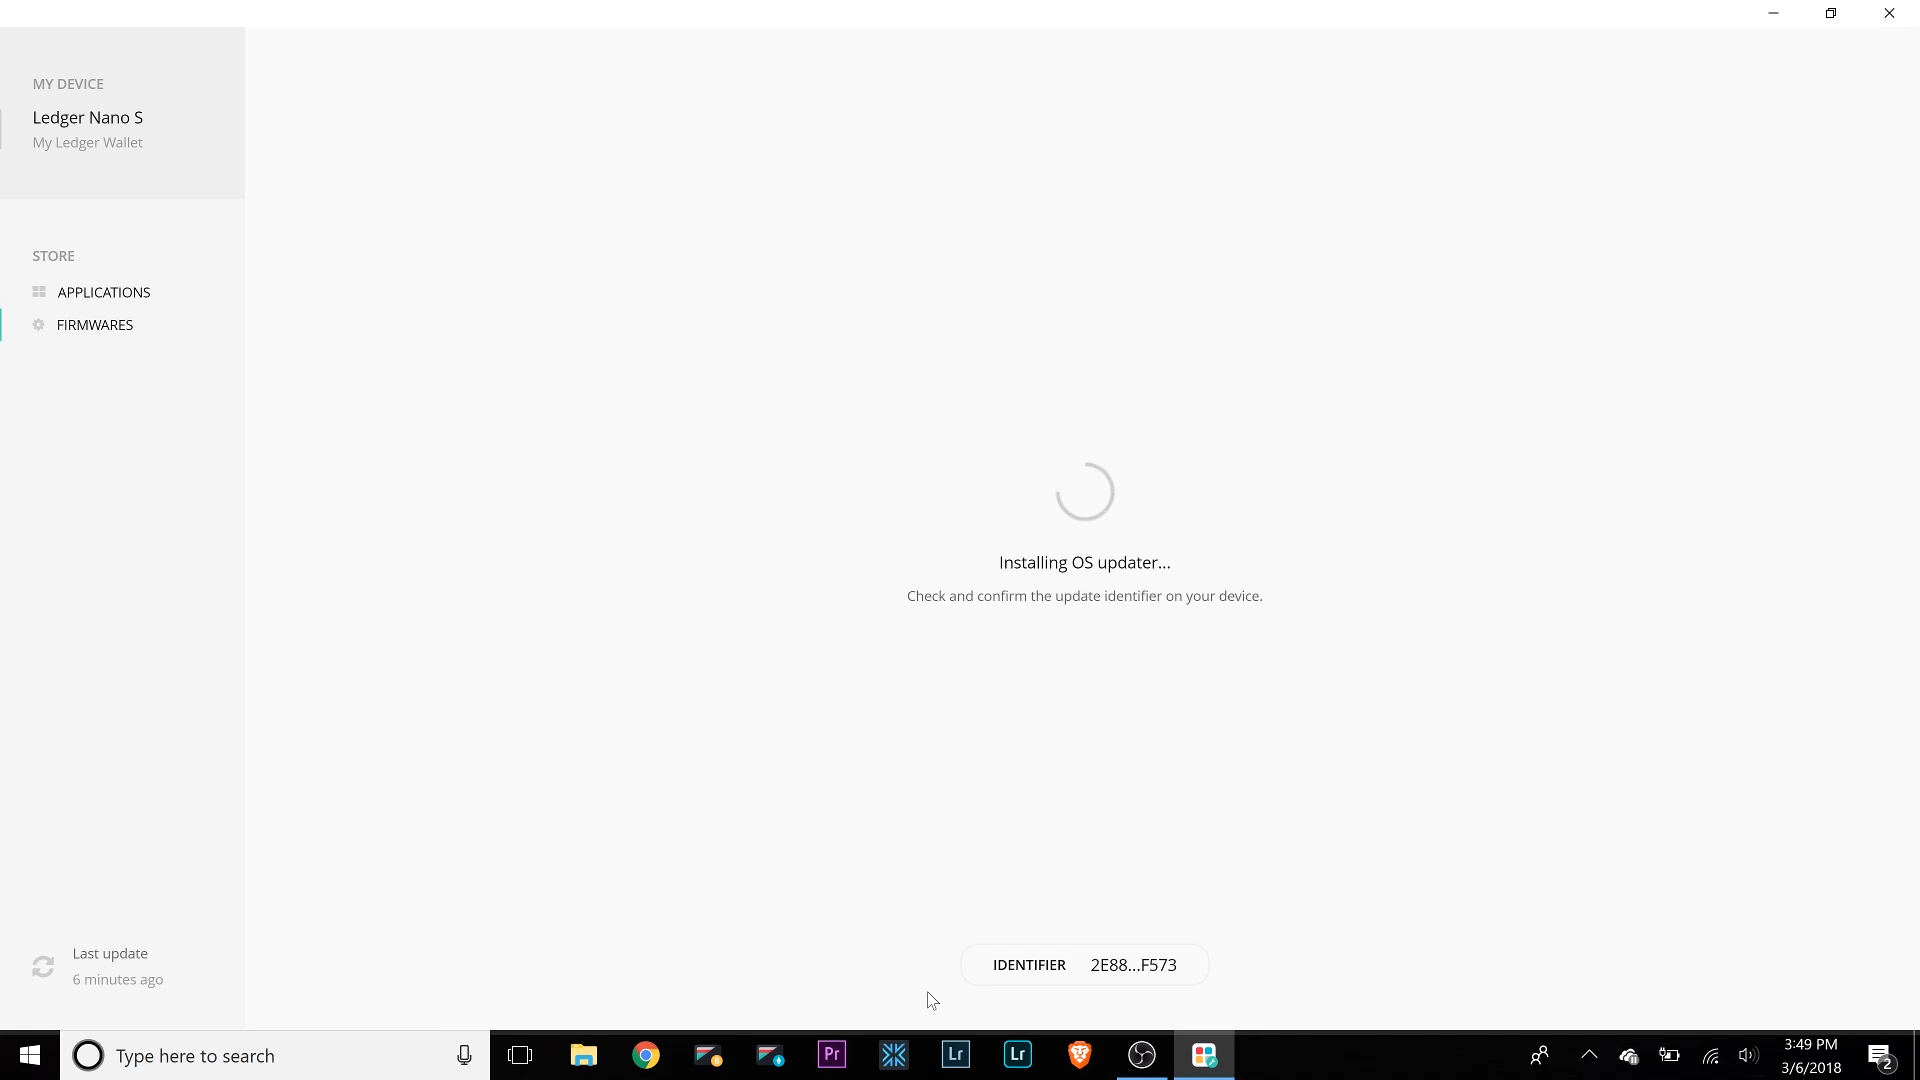 MY DEVICE
Ledger Nano S
My Ledger Wallet
STORE
APPLICATIONS
FIRMWARES
Installing OS updater...
Check and confirm the update identifier on your device.
Last update
6 minutes ago
IDENTIFIER 2E88...F573
Type here to search
Pr
Lr
Lr
3:49 PM
3/6/2018
2